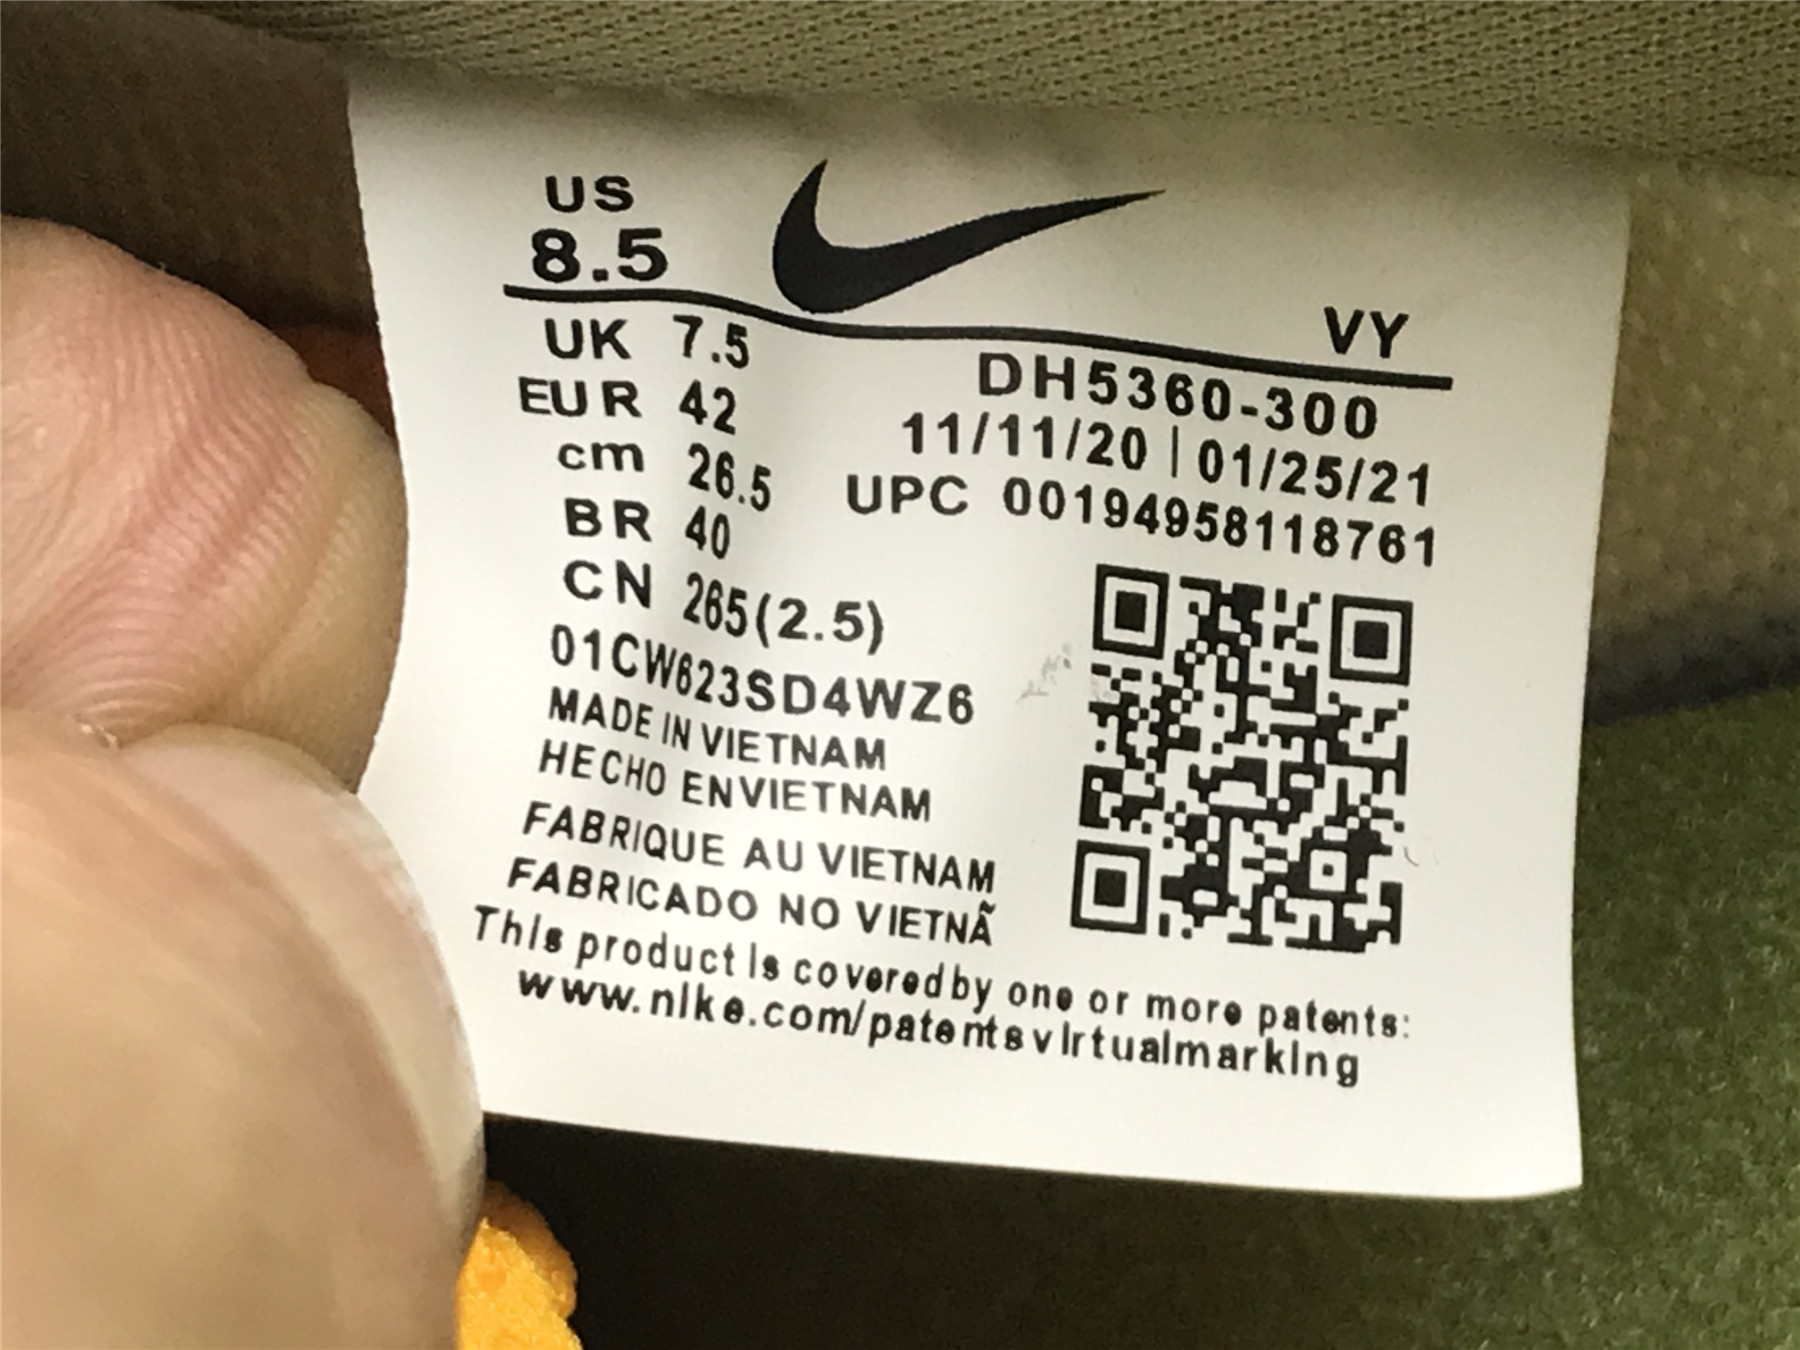 US
8.5
VY
UK 7.5
EUR 42
cm 26.5
BR 40
CN 265(2.5)
DH5360-300
11/11/20 | 01/25/21
UPC 00194958118761
01CW623SD4WZ6
MADE IN VIETNAM
HECHO EN VIETNAM
FABRIQUE AU VIETNAM
FABRICADO NO VIETNÃ
This product is covered by one or more patents:
www.nike.com/patentsvirtualmarking